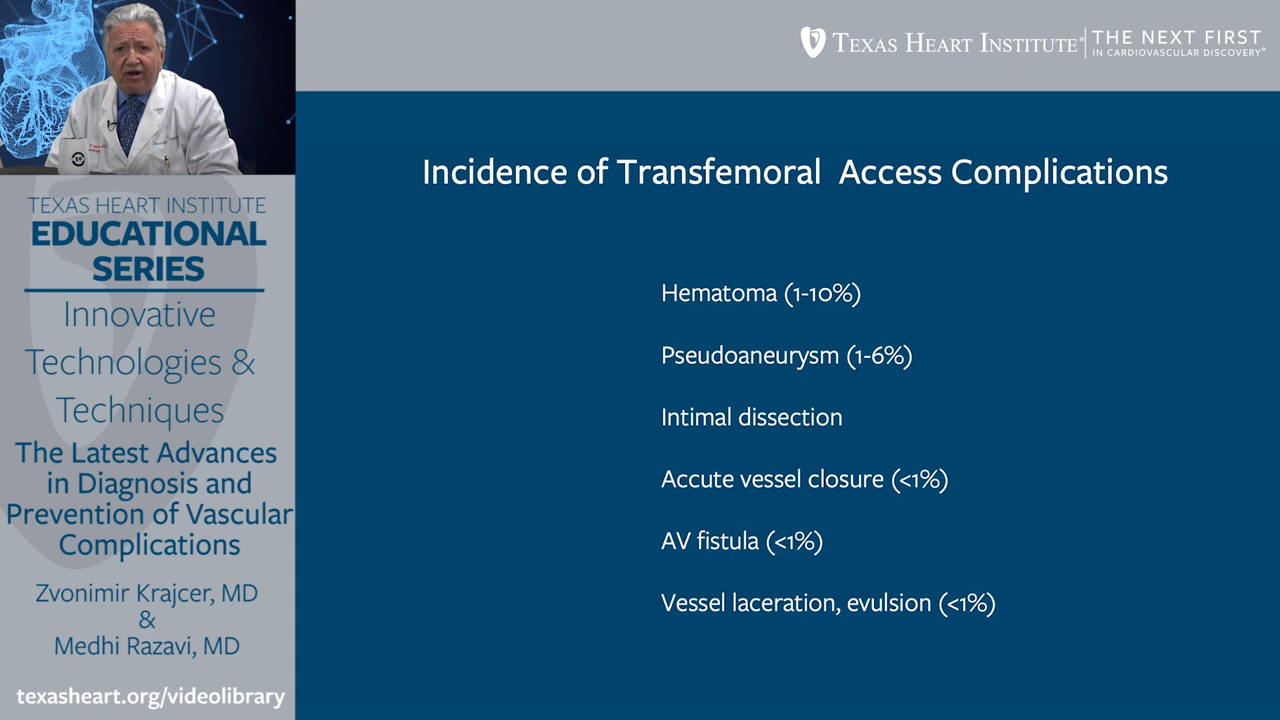 TEXAS HEART INSTITUTE® THE NEXT FIRST
IN CARDIOVASCULAR DISCOVERY®
TEXAS HEART INSTITUTE
EDUCATIONAL
SERIES
Innovative
Technologies &
Techniques
The Latest Advances
in Diagnosis and
Prevention of Vascular
Complications
Zvonimir Krajcer, MD
&
Medhi Razavi, MD
texasheart.org/videolibrary
Incidence of Transfemoral Access Complications
Hematoma (1-10%)
Pseudoaneurysm (1-6%)
Intimal dissection
Accute vessel closure (<1%)
AV fistula (<1%)
Vessel laceration, evulsion (<1%)